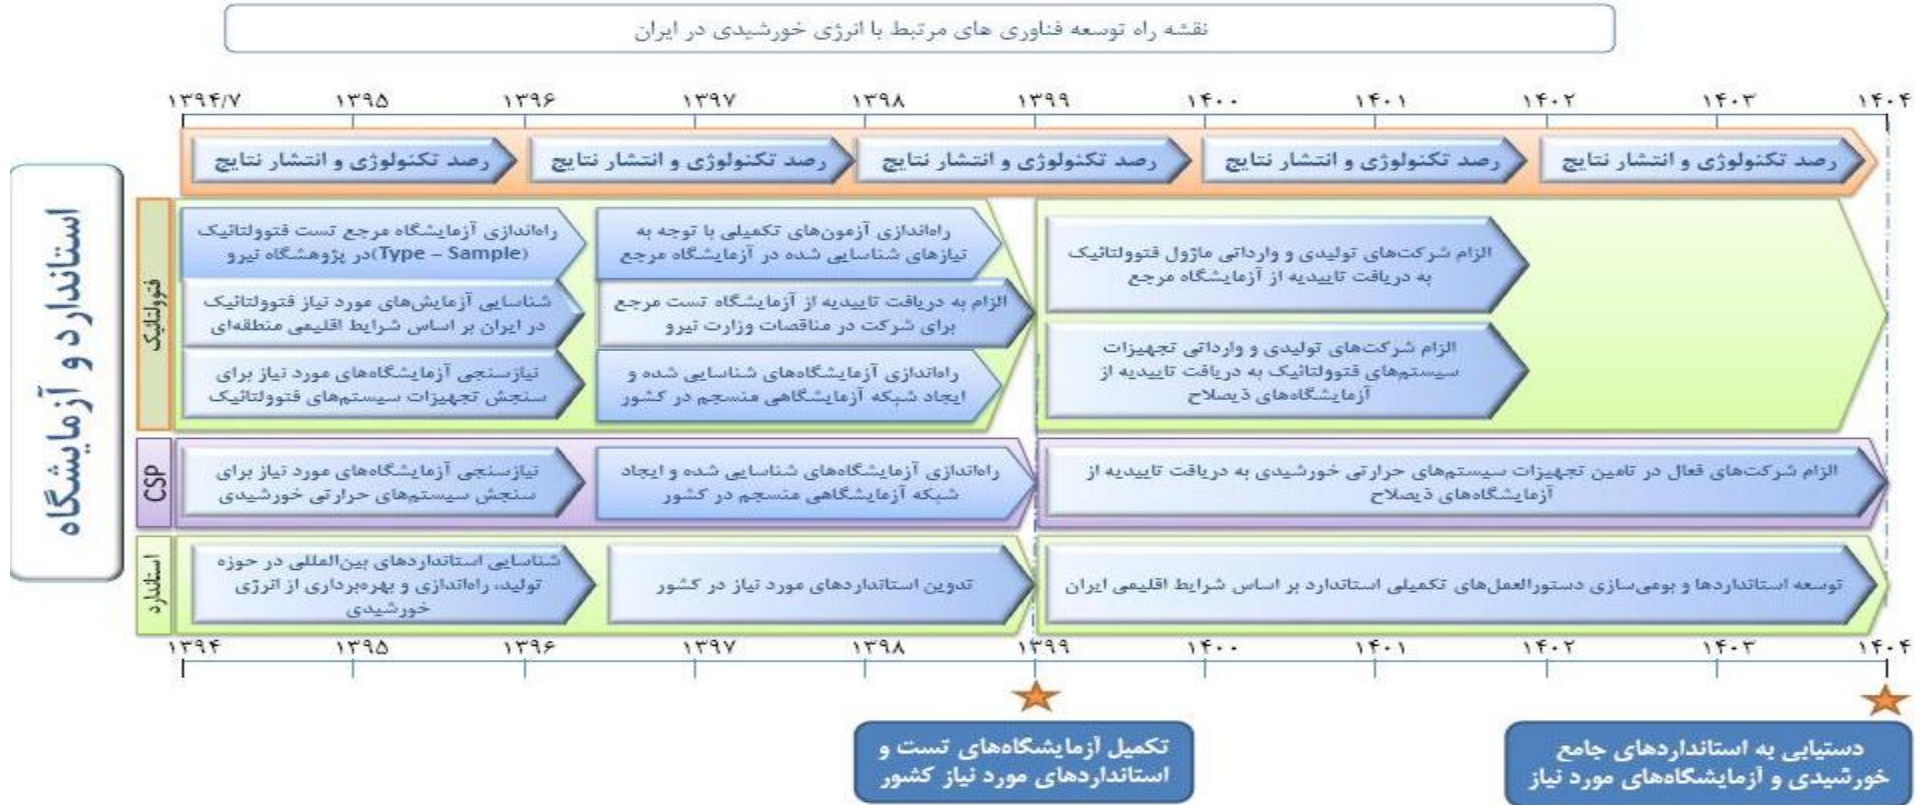 نقشه راه توسعه فناوری های مرتبط با انرژی خورشیدی در ایران
۱۳۹۴/۷ ۱۳۹۵ ۱۳۹۶ ۱۳۹۷ ۱۳۹۸ ۱۳۹۹ ۱۴۰۰ ۱۴۰۱ ۱۴۰۲ ۱۴۰۳ ۱۴۰۴
رصد تکنولوژی و انتشار نتایج
رصد تکنولوژی و انتشار نتایج
رصد تکنولوژی و انتشار نتایج
رصد تکنولوژی و انتشار نتایج
رصد تکنولوژی و انتشار نتایج
استاندارد و آزمایشگاه
فتوولتائیک
راه‌اندازی آزمایشگاه مرجع تست فتوولتائیک
(Type – Sample)در پژوهشگاه نیرو
راه‌اندازی آزمون‌های تکمیلی با توجه به
نیازهای شناسایی شده در آزمایشگاه مرجع
الزام شرکت‌های تولیدی و وارداتی ماژول فتوولتائیک
به دریافت تاییدیه از آزمایشگاه مرجع
شناسایی آزمایش‌های مورد نیاز فتوولتائیک
در ایران بر اساس شرایط اقلیمی منطقه‌ای
الزام به دریافت تاییدیه از آزمایشگاه تست مرجع
برای شرکت در مناقصات وزارت نیرو
نیازسنجی آزمایشگاه‌های مورد نیاز برای
سنجش تجهیزات سیستم‌های فتوولتائیک
راه‌اندازی آزمایشگاه‌های شناسایی شده و
ایجاد شبکه آزمایشگاهی منسجم در کشور
الزام شرکت‌های تولیدی و وارداتی تجهیزات
سیستم‌های فتوولتائیک به دریافت تاییدیه از
آزمایشگاه‌های ذیصلاح
CSP
نیازسنجی آزمایشگاه‌های مورد نیاز برای
سنجش سیستم‌های حرارتی خورشیدی
راه‌اندازی آزمایشگاه‌های شناسایی شده و ایجاد
شبکه آزمایشگاهی منسجم در کشور
الزام شرکت‌های فعال در تامین تجهیزات سیستم‌های حرارتی خورشیدی به دریافت تاییدیه از
آزمایشگاه‌های ذیصلاح
استاندارد
شناسایی استانداردهای بین‌المللی در حوزه
تولید، راه‌اندازی و بهره‌برداری از انرژی
خورشیدی
تدوین استانداردهای مورد نیاز در کشور
توسعه استانداردها و بومی‌سازی دستورالعمل‌های تکمیلی استاندارد بر اساس شرایط اقلیمی ایران
۱۳۹۴ ۱۳۹۵ ۱۳۹۶ ۱۳۹۷ ۱۳۹۸ ۱۳۹۹ ۱۴۰۰ ۱۴۰۱ ۱۴۰۲ ۱۴۰۳ ۱۴۰۴
تکمیل آزمایشگاه‌های تست و
استانداردهای مورد نیاز کشور
دستیابی به استانداردهای جامع
خورشیدی و آزمایشگاه‌های مورد نیاز